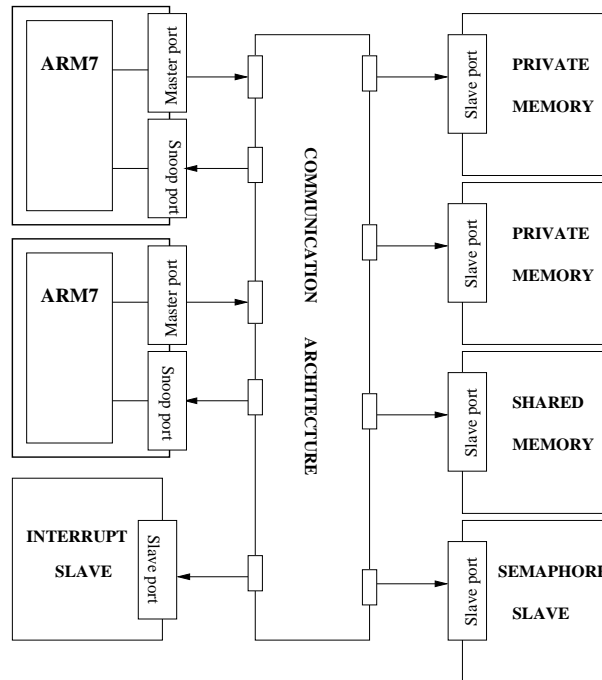 ARM7
Master port
Snoop port
ARM7
Master port
Snoop port
INTERRUPT
SLAVE
Slave port
COMMUNICATION ARCHITECTURE
Slave port
PRIVATE
MEMORY
Slave port
PRIVATE
MEMORY
Slave port
SHARED
MEMORY
Slave port
SEMAPHORE
SLAVE